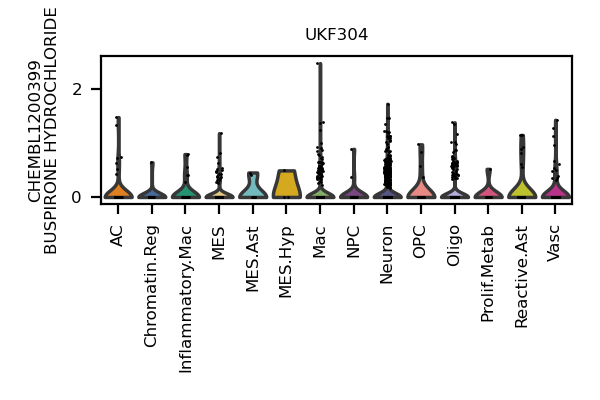 UKF304
CHEMBL1200399
BUSPIRONE HYDROCHLORIDE
2
0
AC
Chromatin.Reg
Inflammatory.Mac
MES
MES.Ast
MES.Hyp
Mac
NPC
Neuron
OPC
Oligo
Prolif.Metab
Reactive.Ast
Vasc